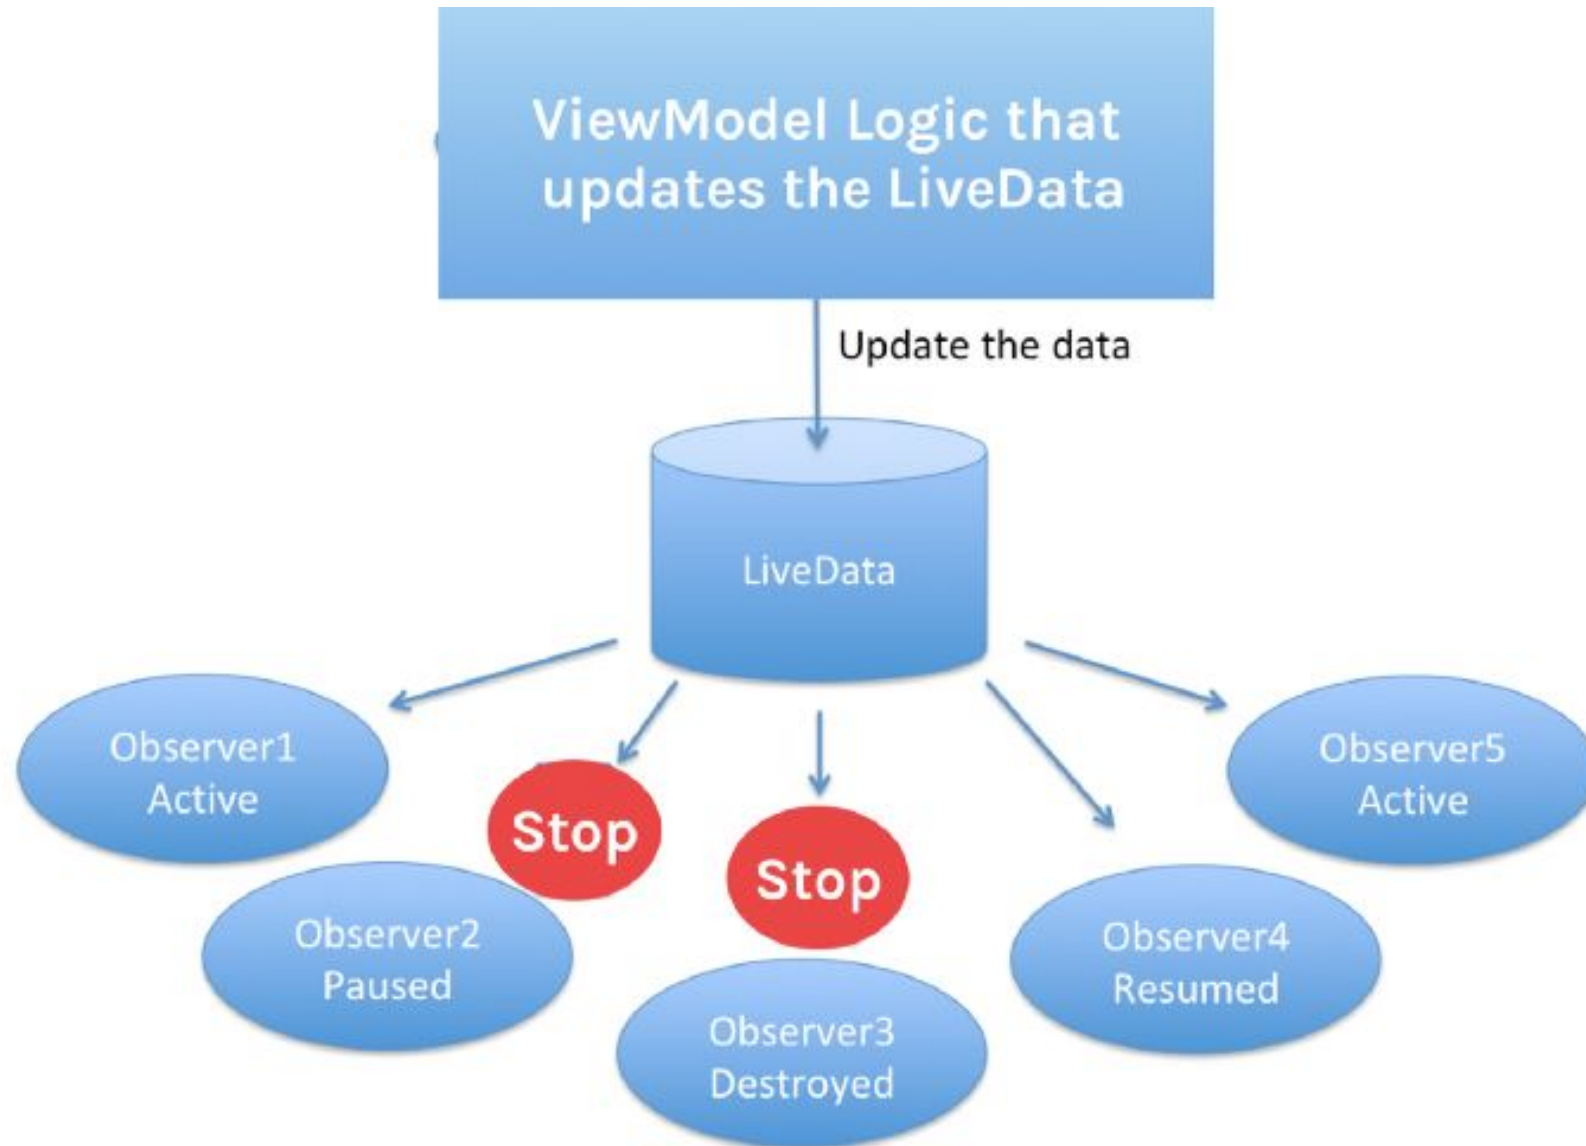 ViewModel Logic that
updates the LiveData
Update the data
LiveData
Observer1
Active
Stop
Observer2
Paused
Stop
Observer3
Destroyed
Observer4
Resumed
Observer5
Active